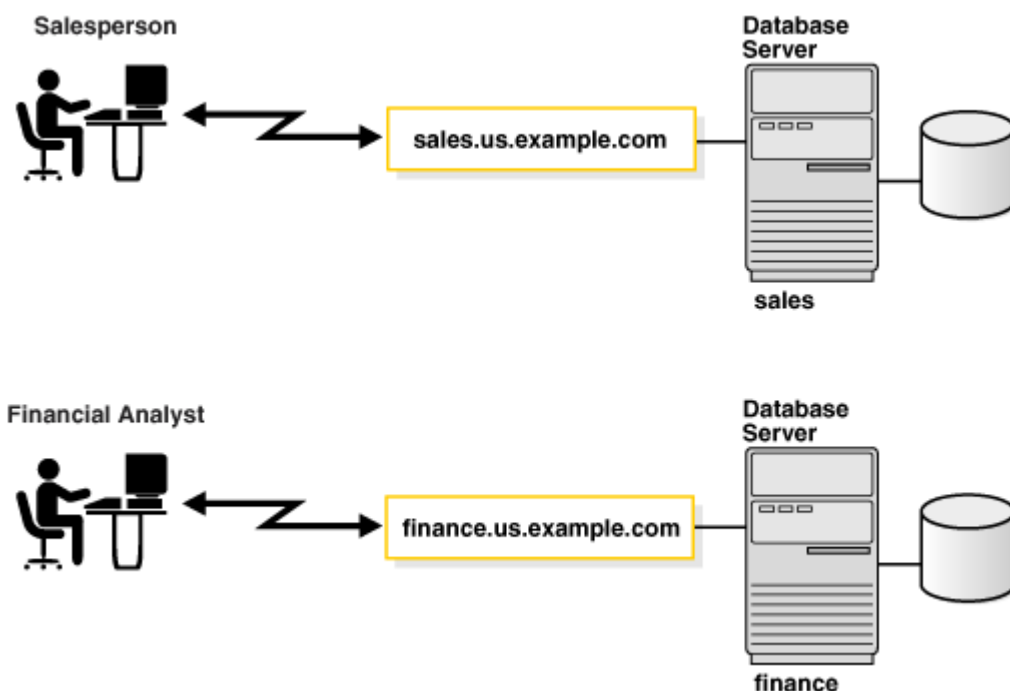 Salesperson
Database
Server
sales.us.example.com
sales
Financial Analyst
Database
Server
finance.us.example.com
finance